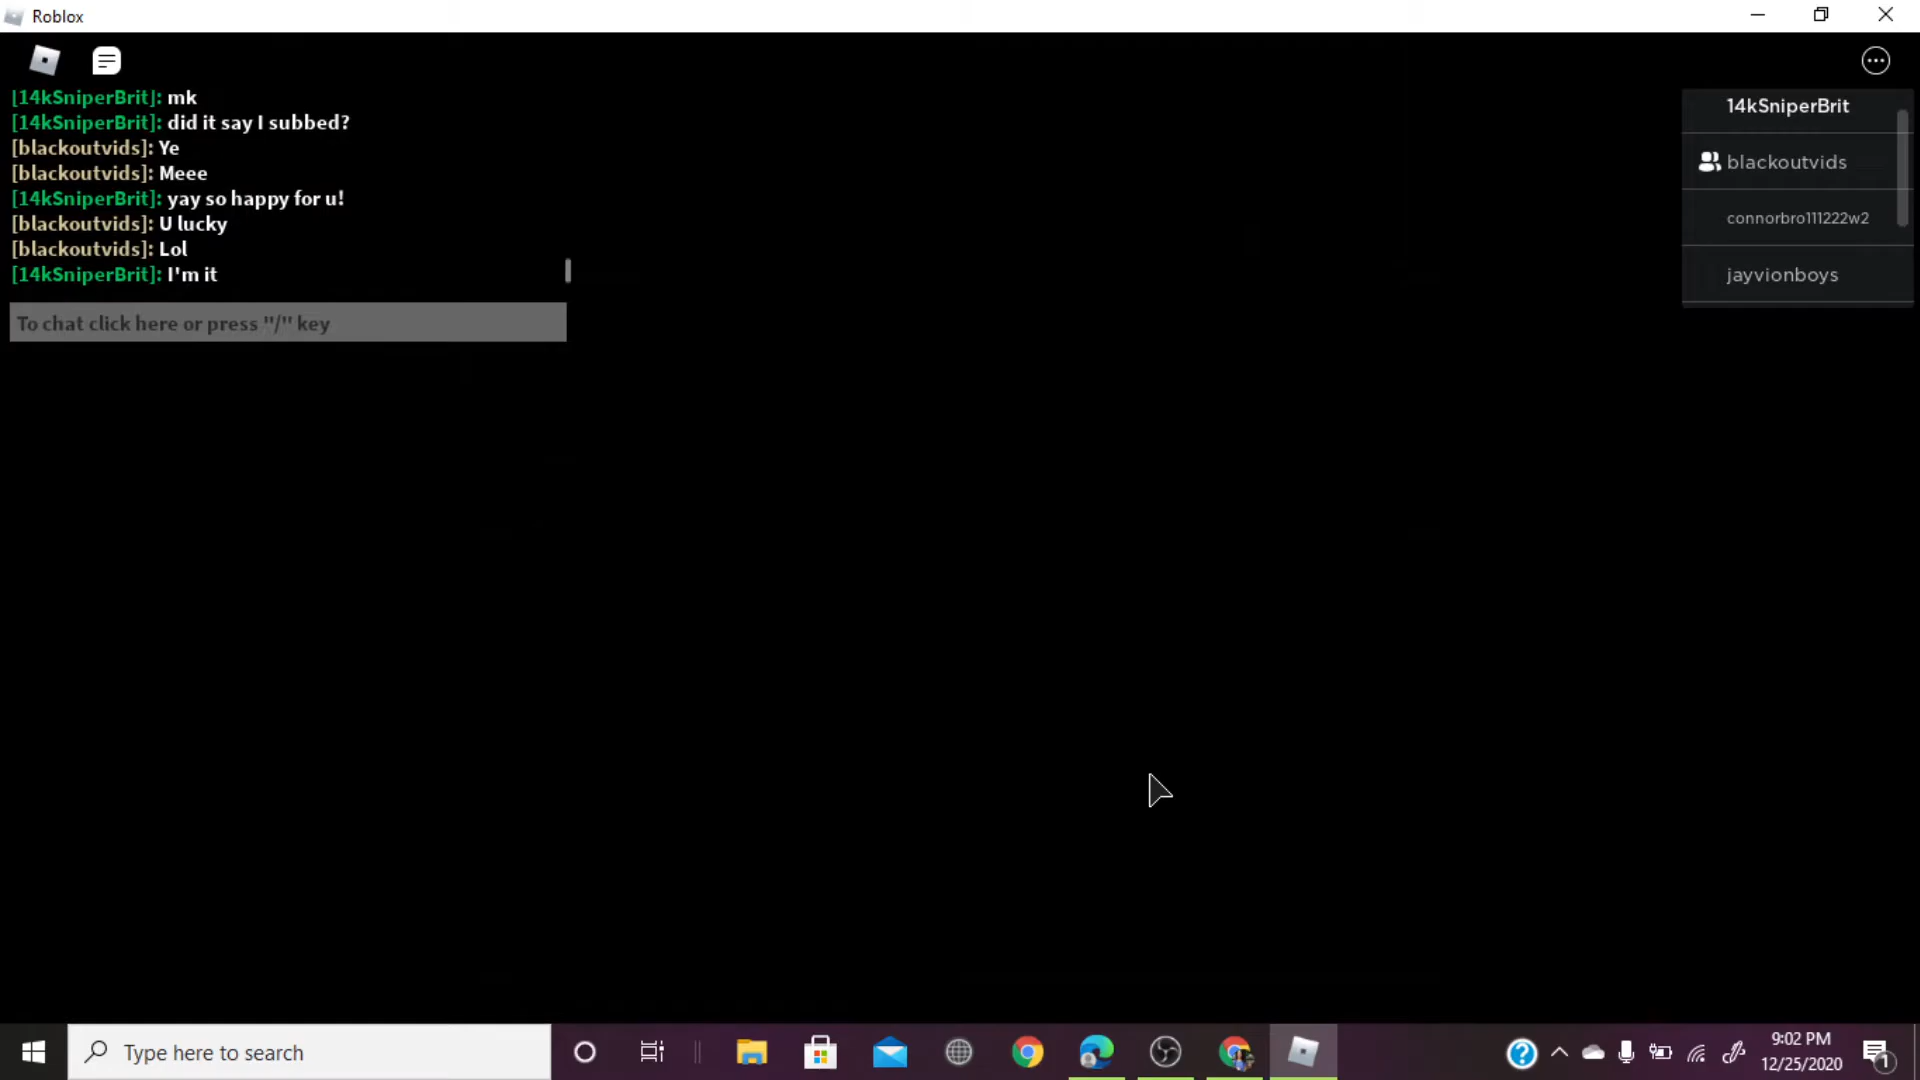 Roblox
[14kSniperBrit]: mk
[14kSniperBrit]: did it say I subbed?
[blackoutvids]: Ye
[blackoutvids]: Meee
[14kSniperBrit]: yay so happy for u!
[blackoutvids]: U lucky
[blackoutvids]: Lol
[14kSniperBrit]: I'm it
To chat click here or press "/" key
14kSniperBrit
blackoutvids
connorbro111222w2
jayvionboys
Type here to search
9:02 PM
12/25/2020
1